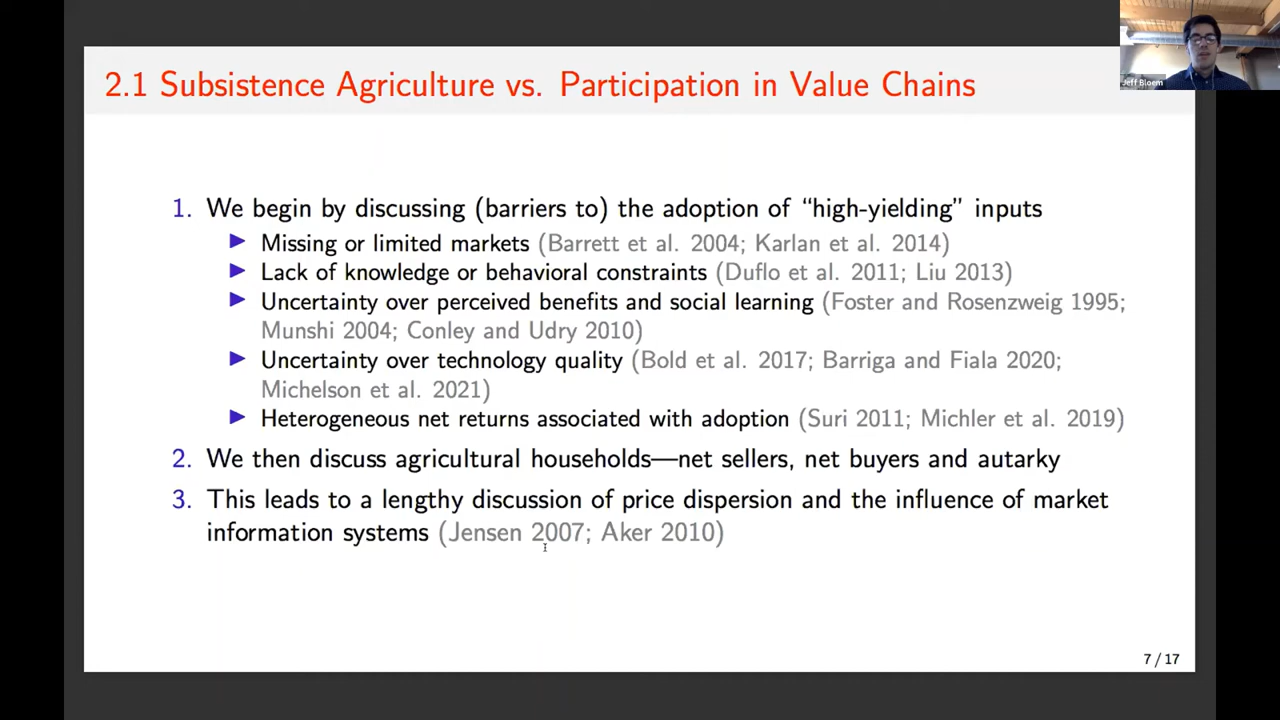 Jeff Bloem
2.1 Subsistence Agriculture vs. Participation in Value Chains
1. We begin by discussing (barriers to) the adoption of “high-yielding” inputs
Missing or limited markets (Barrett et al. 2004; Karlan et al. 2014)
Lack of knowledge or behavioral constraints (Duflo et al. 2011; Liu 2013)
Uncertainty over perceived benefits and social learning (Foster and Rosenzweig 1995;
Munshi 2004; Conley and Udry 2010)
Uncertainty over technology quality (Bold et al. 2017; Barriga and Fiala 2020;
Michelson et al. 2021)
Heterogeneous net returns associated with adoption (Suri 2011; Michler et al. 2019)
2. We then discuss agricultural households—net sellers, net buyers and autarky
3. This leads to a lengthy discussion of price dispersion and the influence of market
information systems (Jensen 2007; Aker 2010)
7 / 17